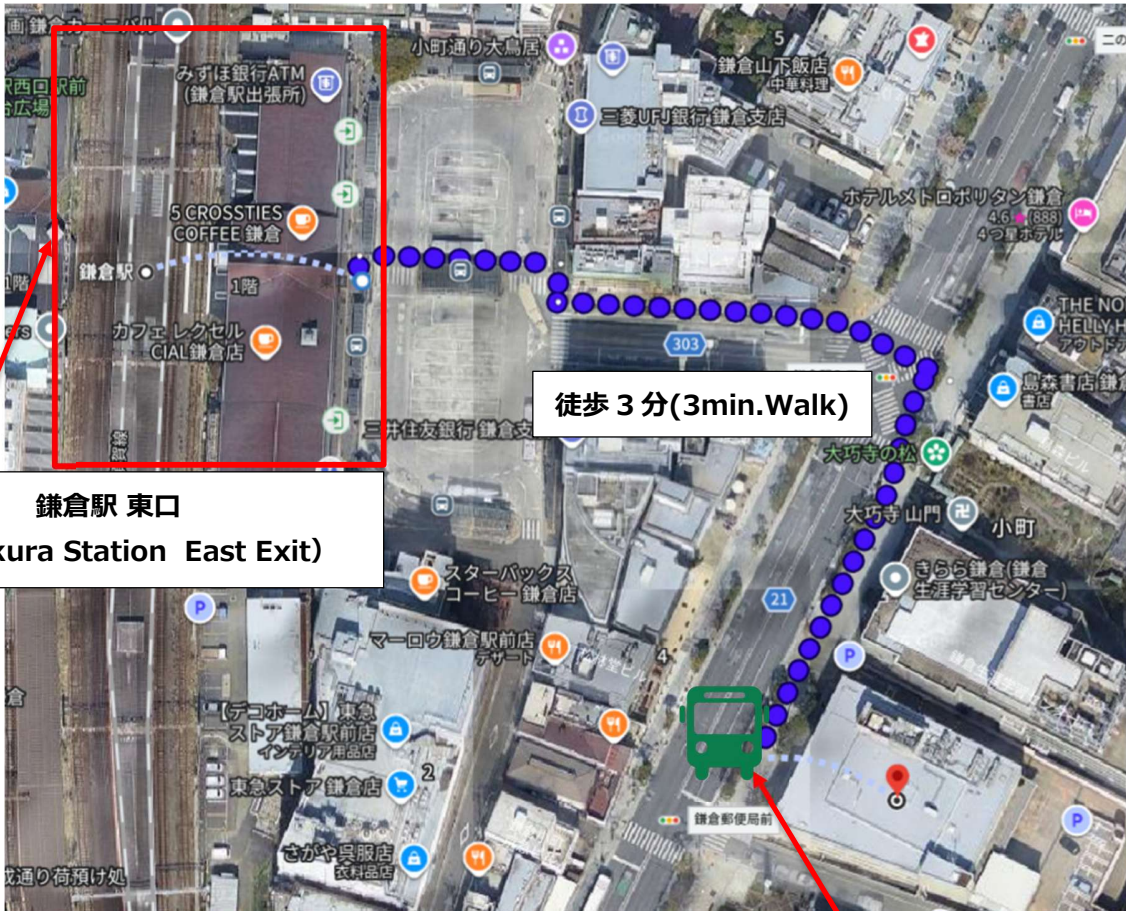 画 鎌倉カーニバル
みずほ銀行ATM
(鎌倉駅出張所)
駅西口駅前
台広場
小町通り大鳥居
5
鎌倉山下飯店
中華料理
二の
三菱UFJ銀行 鎌倉支店
5 CROSSTIES
COFFEE 鎌倉
ホテルメトロポリタン鎌倉
4.6 (888)
4つ星ホテル
鎌倉駅
1階
1階
ers
カフェ レクセル
CIAL鎌倉店
303
THE NO
HELLY H
アウトド
島森書店 鎌倉
書店
徒歩 3 分(3min.Walk)
三井住友銀行 鎌倉支
大巧寺の松
大巧寺 山門
小町
鎌倉駅 東口
kura Station East Exit)
スターバックス
コーヒー 鎌倉店
きらら鎌倉(鎌倉
生涯学習センター)
21
P
マーロウ鎌倉駅前店
デザート
4
P
倉
【デコホーム】東急
ストア鎌倉駅前店
インテリア用品店
東急ストア 鎌倉店
2
鎌倉郵便局前
P
さがや呉服店
衣料品店
成通り荷預け処